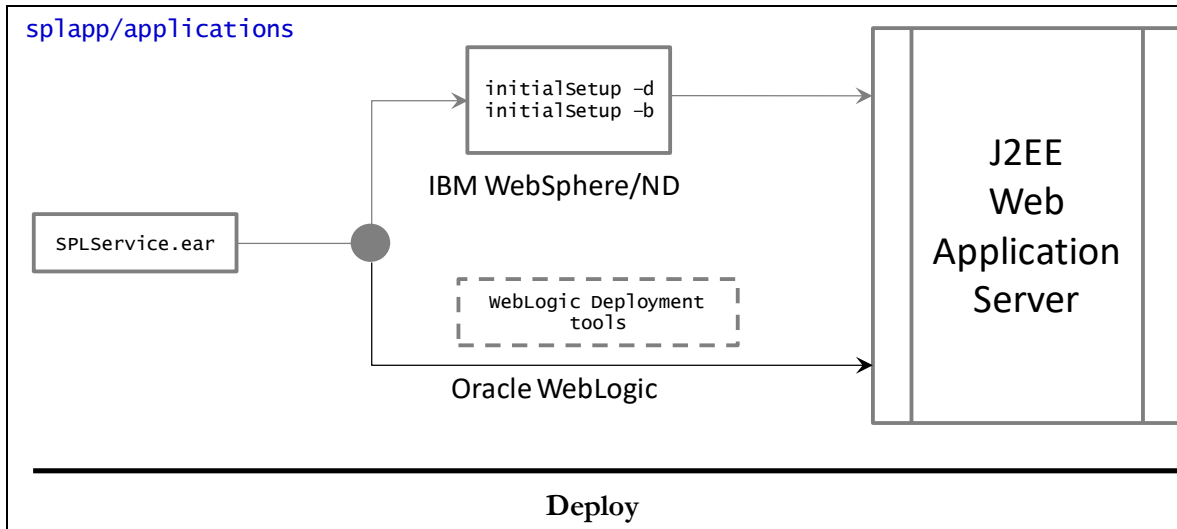 splapp/applications
initialSetup –d
initialSetup –b
IBM WebSphere/ND
SPLService.ear
WebLogic Deployment
tools
Oracle WebLogic
J2EE
Web
Application
Server
Deploy